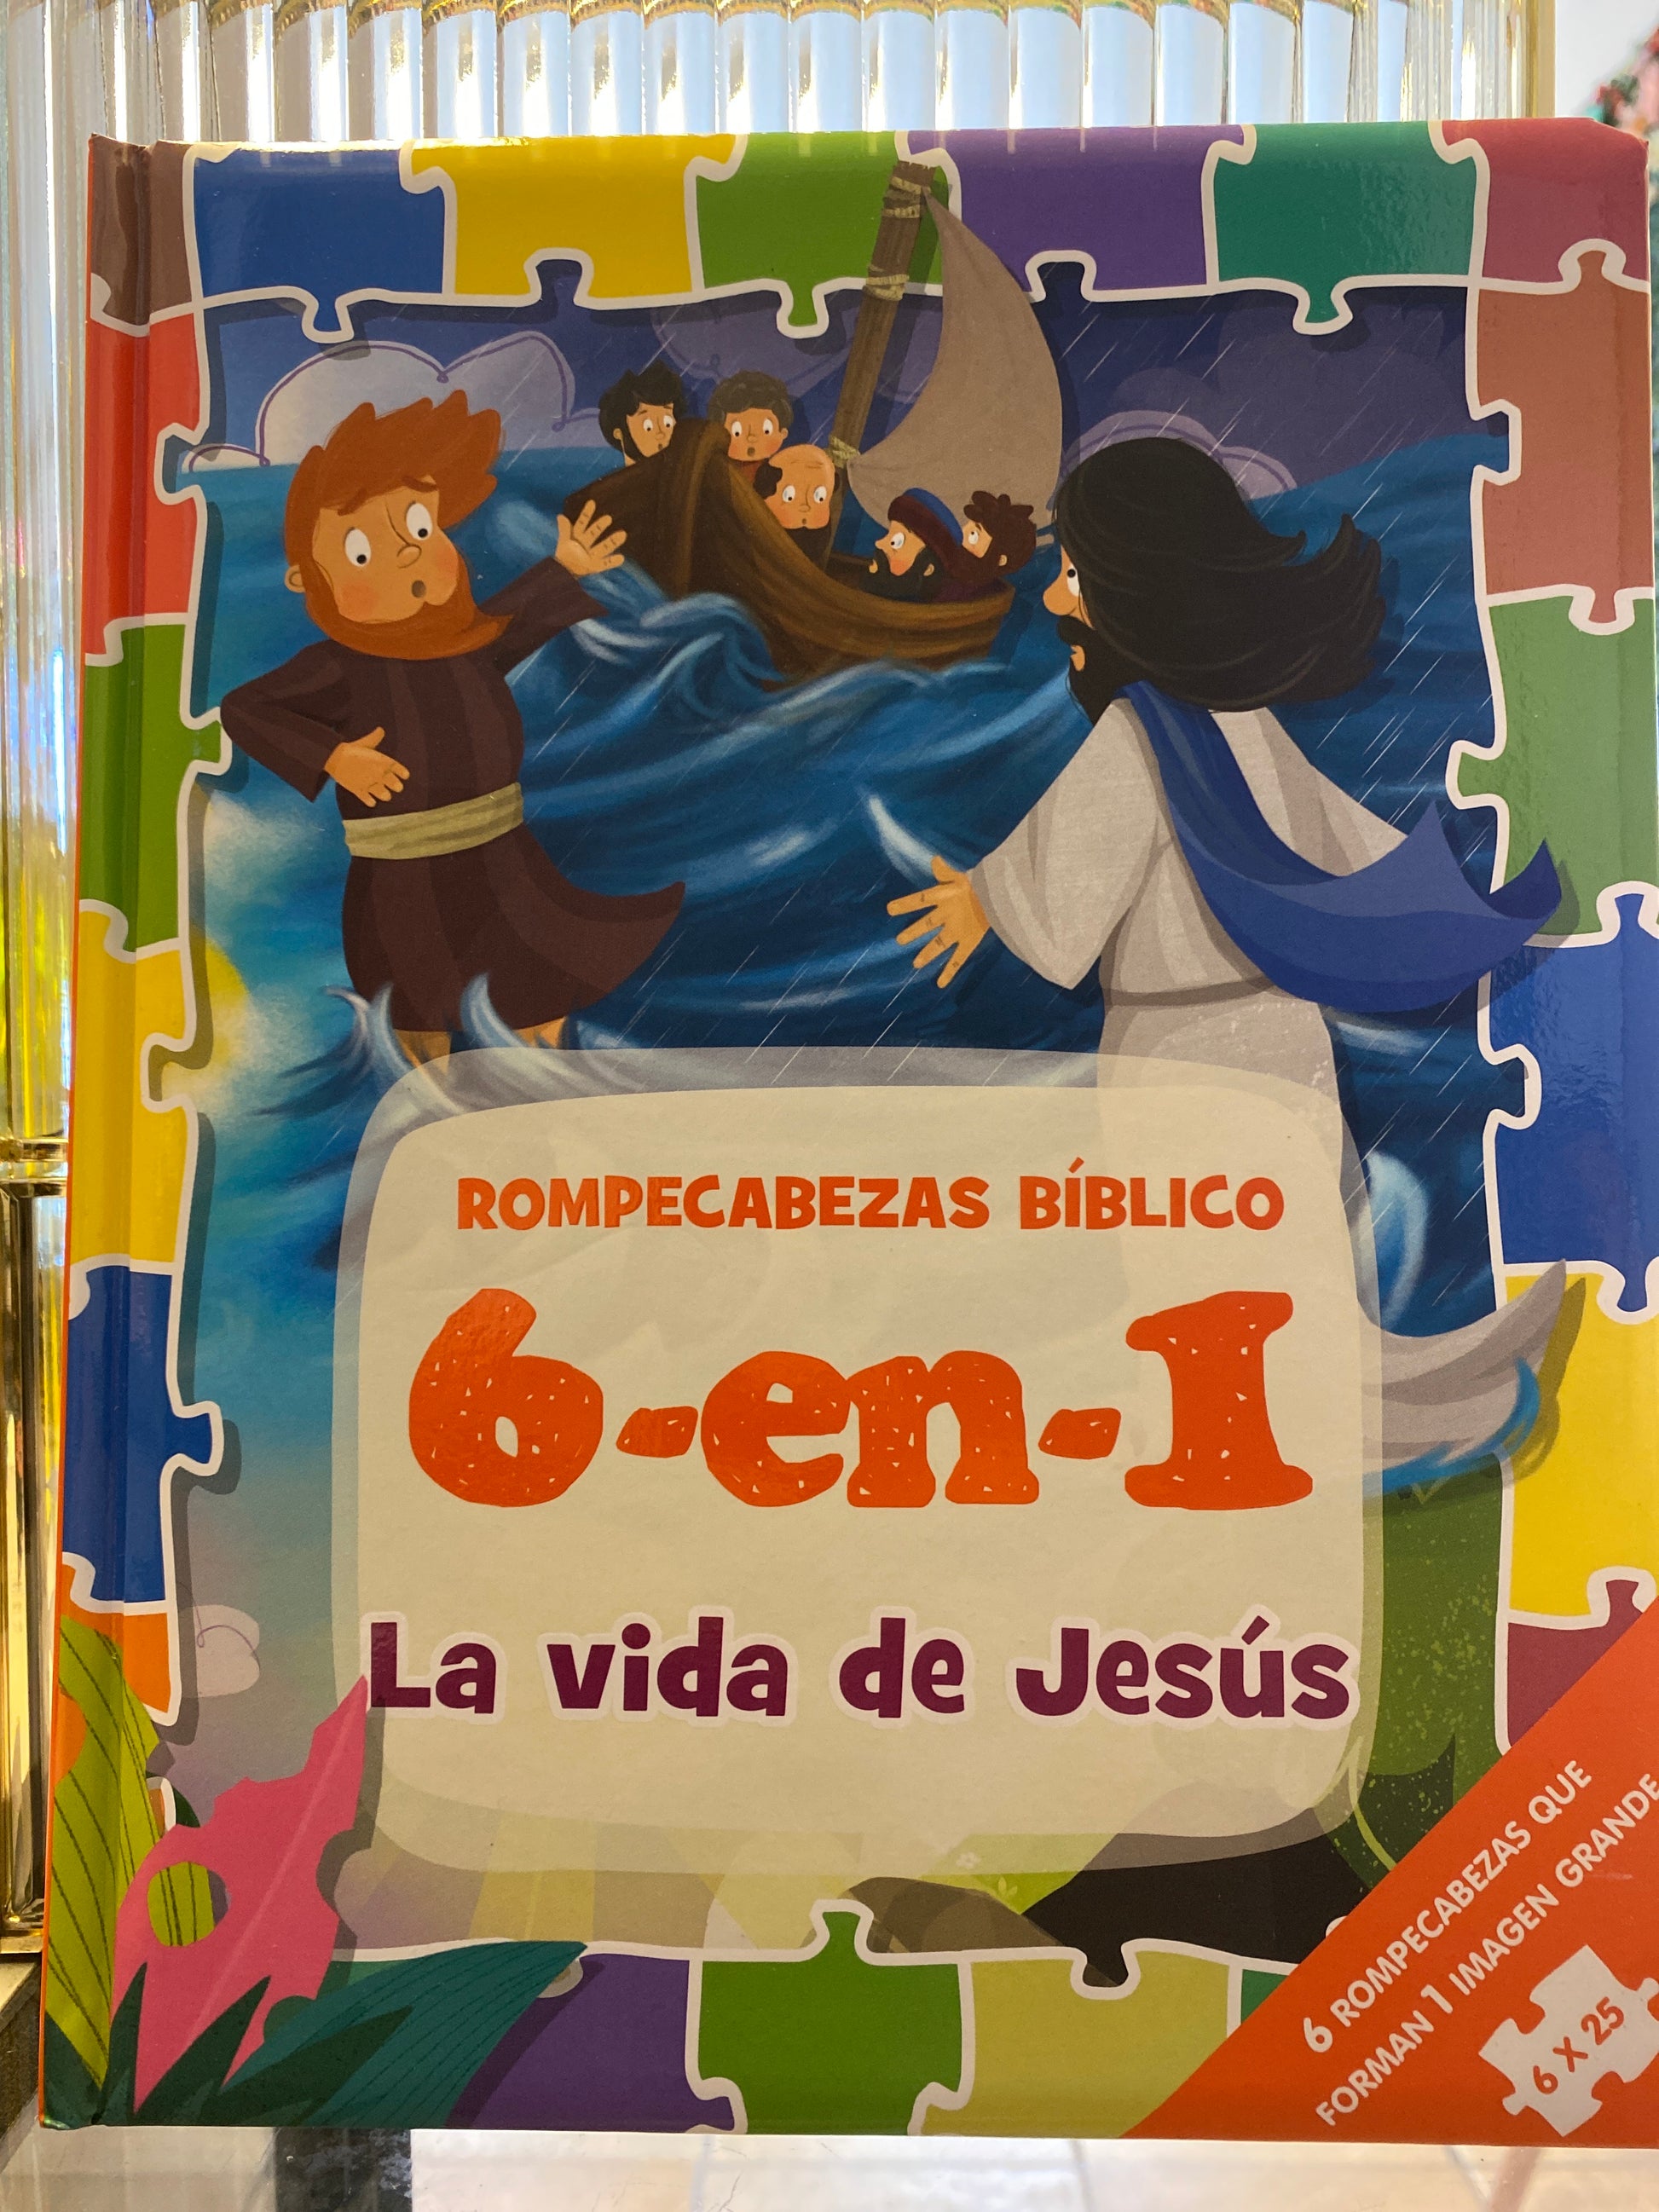 ROMPECABEZAS BÍBLICO
6-en-1
La vida de Jesús
6 ROMPECABEZAS QUE
FORMAN 1 IMAGEN GRANDE
6 X 25